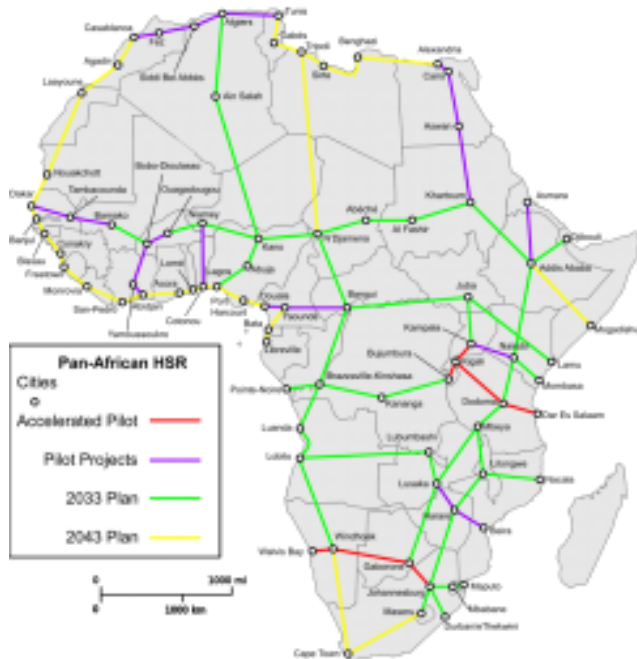 Casablanca
Fez
Algiers
Tunis
Gabes
Tripoli
Sirte
Benghazi
Alexandria
Cairo
Agadir
Sidi Bel Abbès
Laayoune
Ain Salah
Aswan
Nouakchott
Bobo-Dioulasso
Ouagadougou
Dakar
Tambacounda
Bamako
Niamey
Abéché
Al Fashir
Khartoum
Asmara
Djibouti
Banjul
Bissau
Conakry
Freetown
Monrovia
San-Pedro
Abidjan
Yamoussoukro
Accra
Lomé
Cotonou
Lagos
Abuja
Kano
N'Djamena
Addis Ababa
Port
Harcourt
Douala
Yaoundé
Bata
Libreville
Bangui
Juba
Mogadishu
Kampala
Bujumbura
Kigali
Nairobi
Lamu
Mombasa
Pointe-Noire
Brazzaville-Kinshasa
Kananga
Dodoma
Dar Es Salaam
Mbeya
Luanda
Lobito
Lubumbashi
Lusaka
Lilongwe
Nacala
Harare
Beira
Walvis Bay
Windhoek
Gaborone
Johannesburg
Maputo
Mbabane
Maseru
Durban/eThekwini
Cape Town
Pan-African HSR
Cities
Accelerated Pilot
Pilot Projects
2033 Plan
2043 Plan
0 1000 mi
0 1000 km